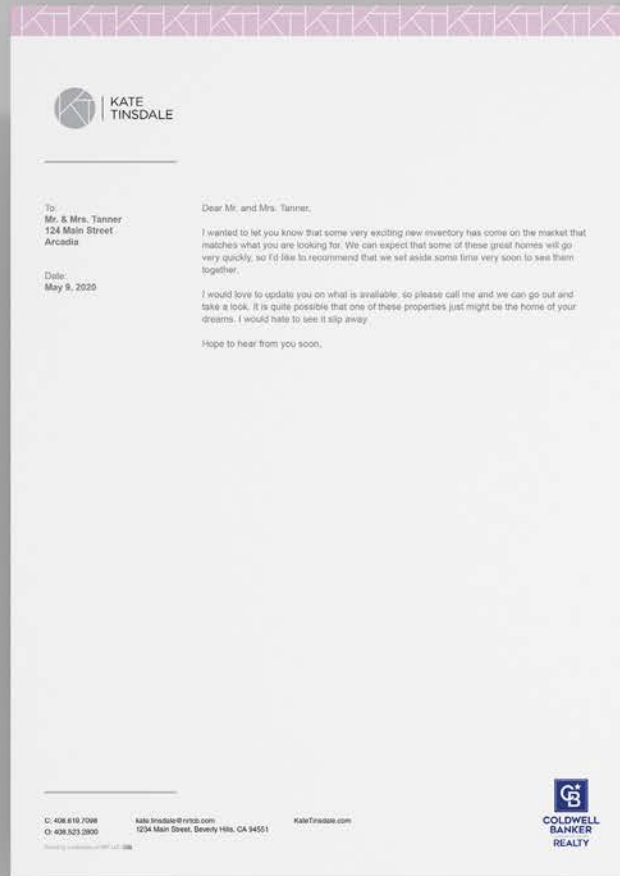 KT
KATE
TINSDALE
To:
Mr. & Mrs. Tanner
124 Main Street
Arcadia
Date:
May 9, 2020
Dear Mr. and Mrs. Tanner,
I wanted to let you know that some very exciting new inventory has come on the market that
matches what you are looking for. We can expect that some of these great homes will go
very quickly, so I'd like to recommend that we set aside some time very soon to see them
together.
I would love to update you on what is available, so please call me and we can go out and
take a look. It is quite possible that one of these properties just might be the home of your
dreams. I would hate to see it slip away.
Hope to hear from you soon,
C: 408.619.7098
O: 408.523.2800
kate.tinsdale@nrtcb.com
1234 Main Street, Beverly Hills, CA 94551
KateTinsdale.com
CB
COLDWELL
BANKER
REALTY